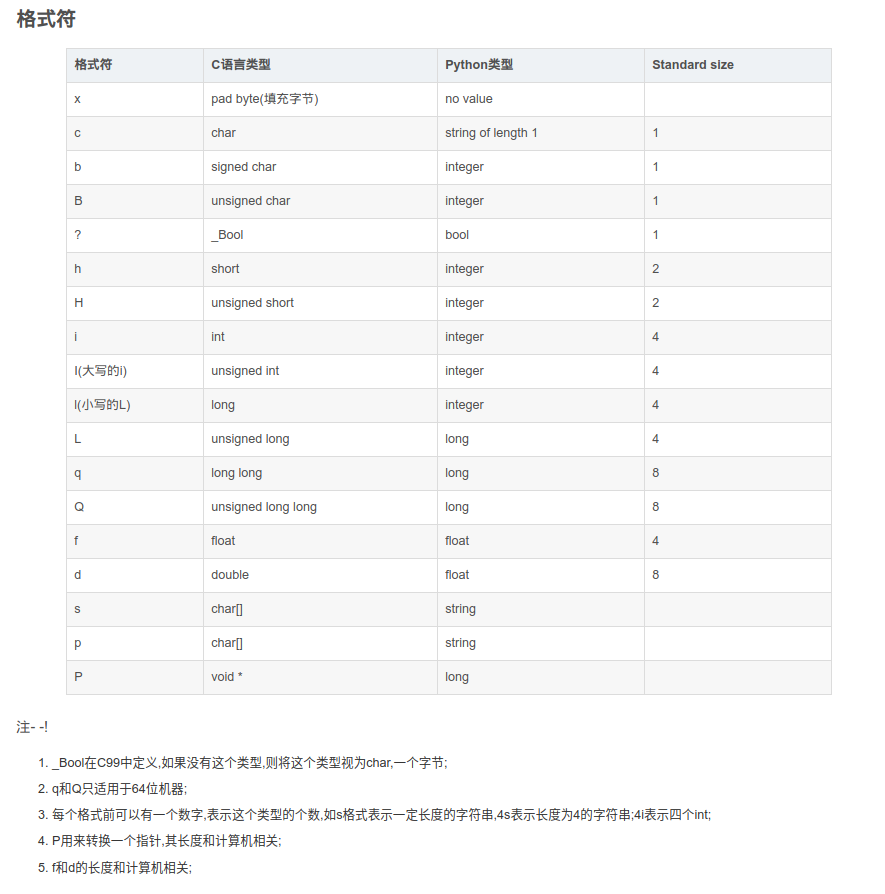 格式符
格式符 C语言类型 Python类型 Standard size
x pad byte(填充字节) no value
c char string of length 1 1
b signed char integer 1
B unsigned char integer 1
? _Bool bool 1
h short integer 2
H unsigned short integer 2
i int integer 4
I(大写的i) unsigned int integer 4
l(小写的L) long integer 4
L unsigned long long 4
q long long long 8
Q unsigned long long long 8
f float float 4
d double float 8
s char[] string
p char[] string
P void * long
注- -!
1. _Bool在C99中定义,如果没有这个类型,则将这个类型视为char,一个字节;
2. q和Q只适用于64位机器;
3. 每个格式前可以有一个数字,表示这个类型的个数,如s格式表示一定长度的字符串,4s表示长度为4的字符串;4i表示四个int;
4. P用来转换一个指针,其长度和计算机相关;
5. f和d的长度和计算机相关;